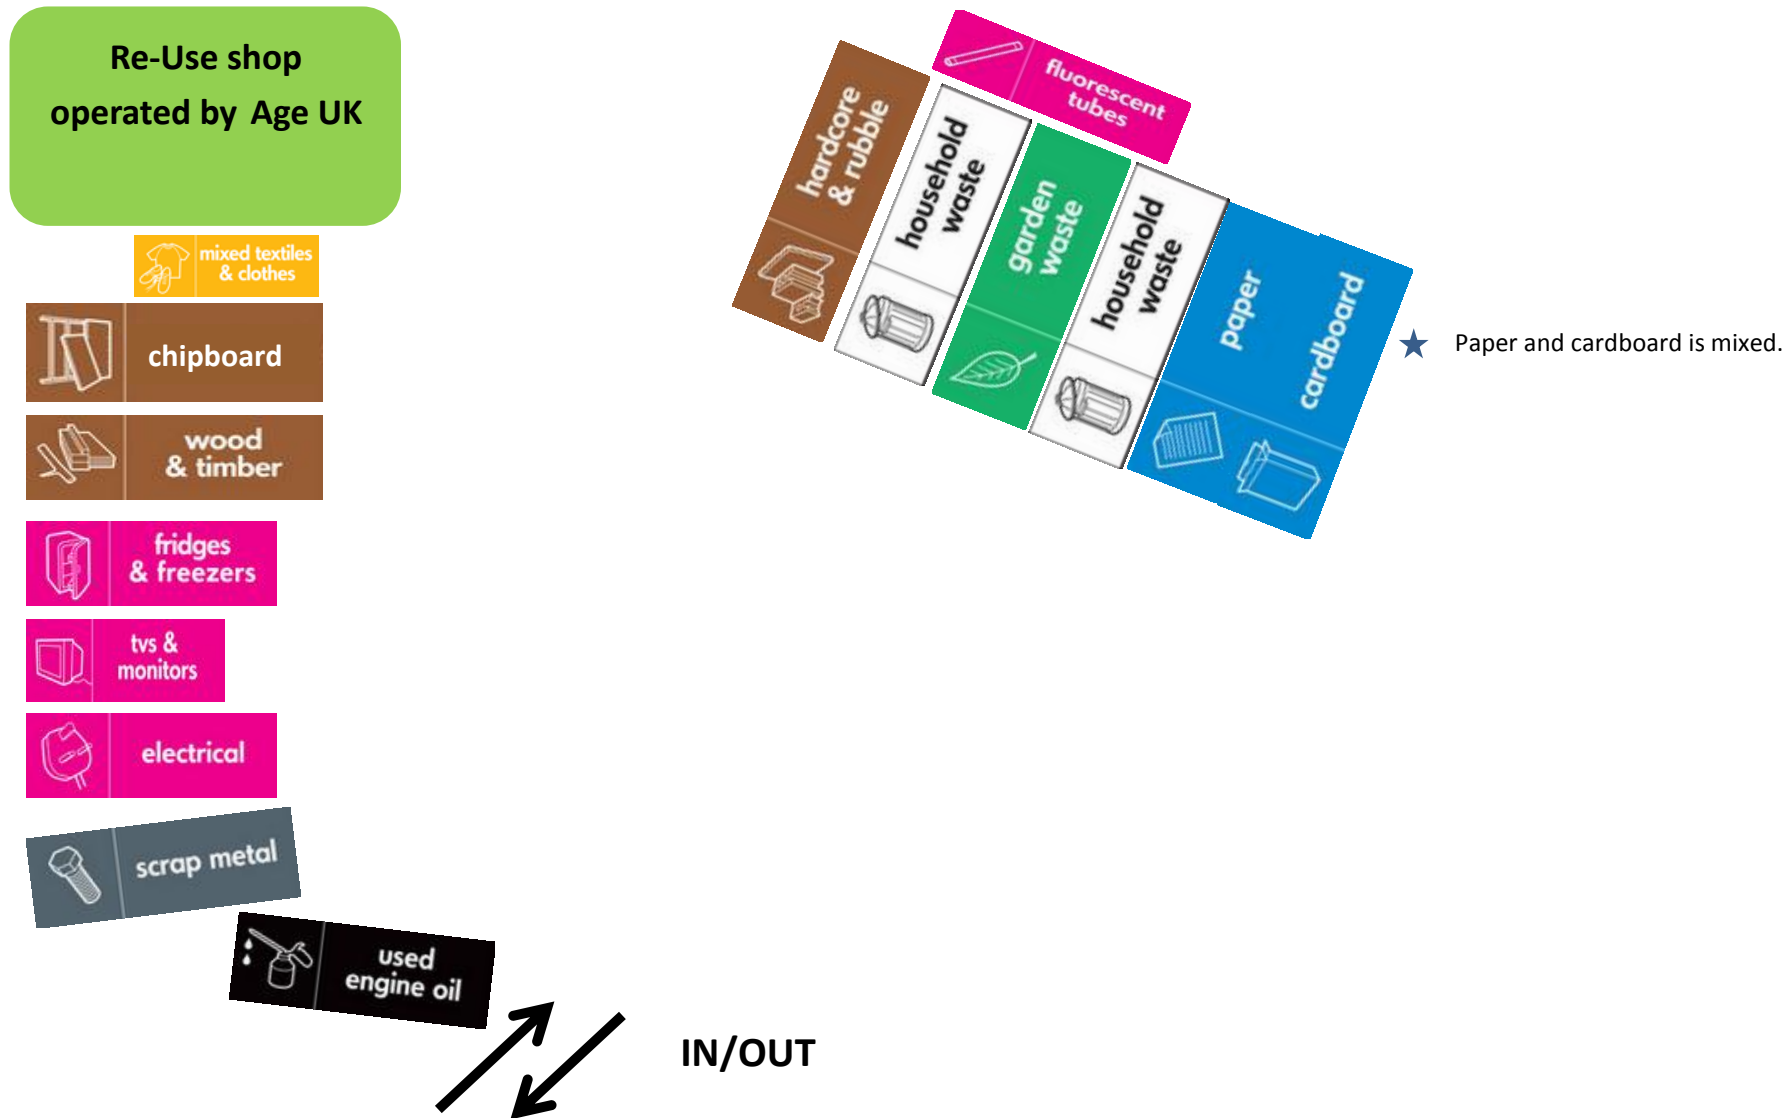 Re-Use shop
operated by Age UK
mixed textiles
& clothes
chipboard
wood
& timber
fridges
& freezers
tvs &
monitors
electrical
scrap metal
used
engine oil
IN/OUT
hardcore
& rubble
household
waste
fluorescent
tubes
garden
waste
household
waste
paper
cardboard
Paper and cardboard is mixed.